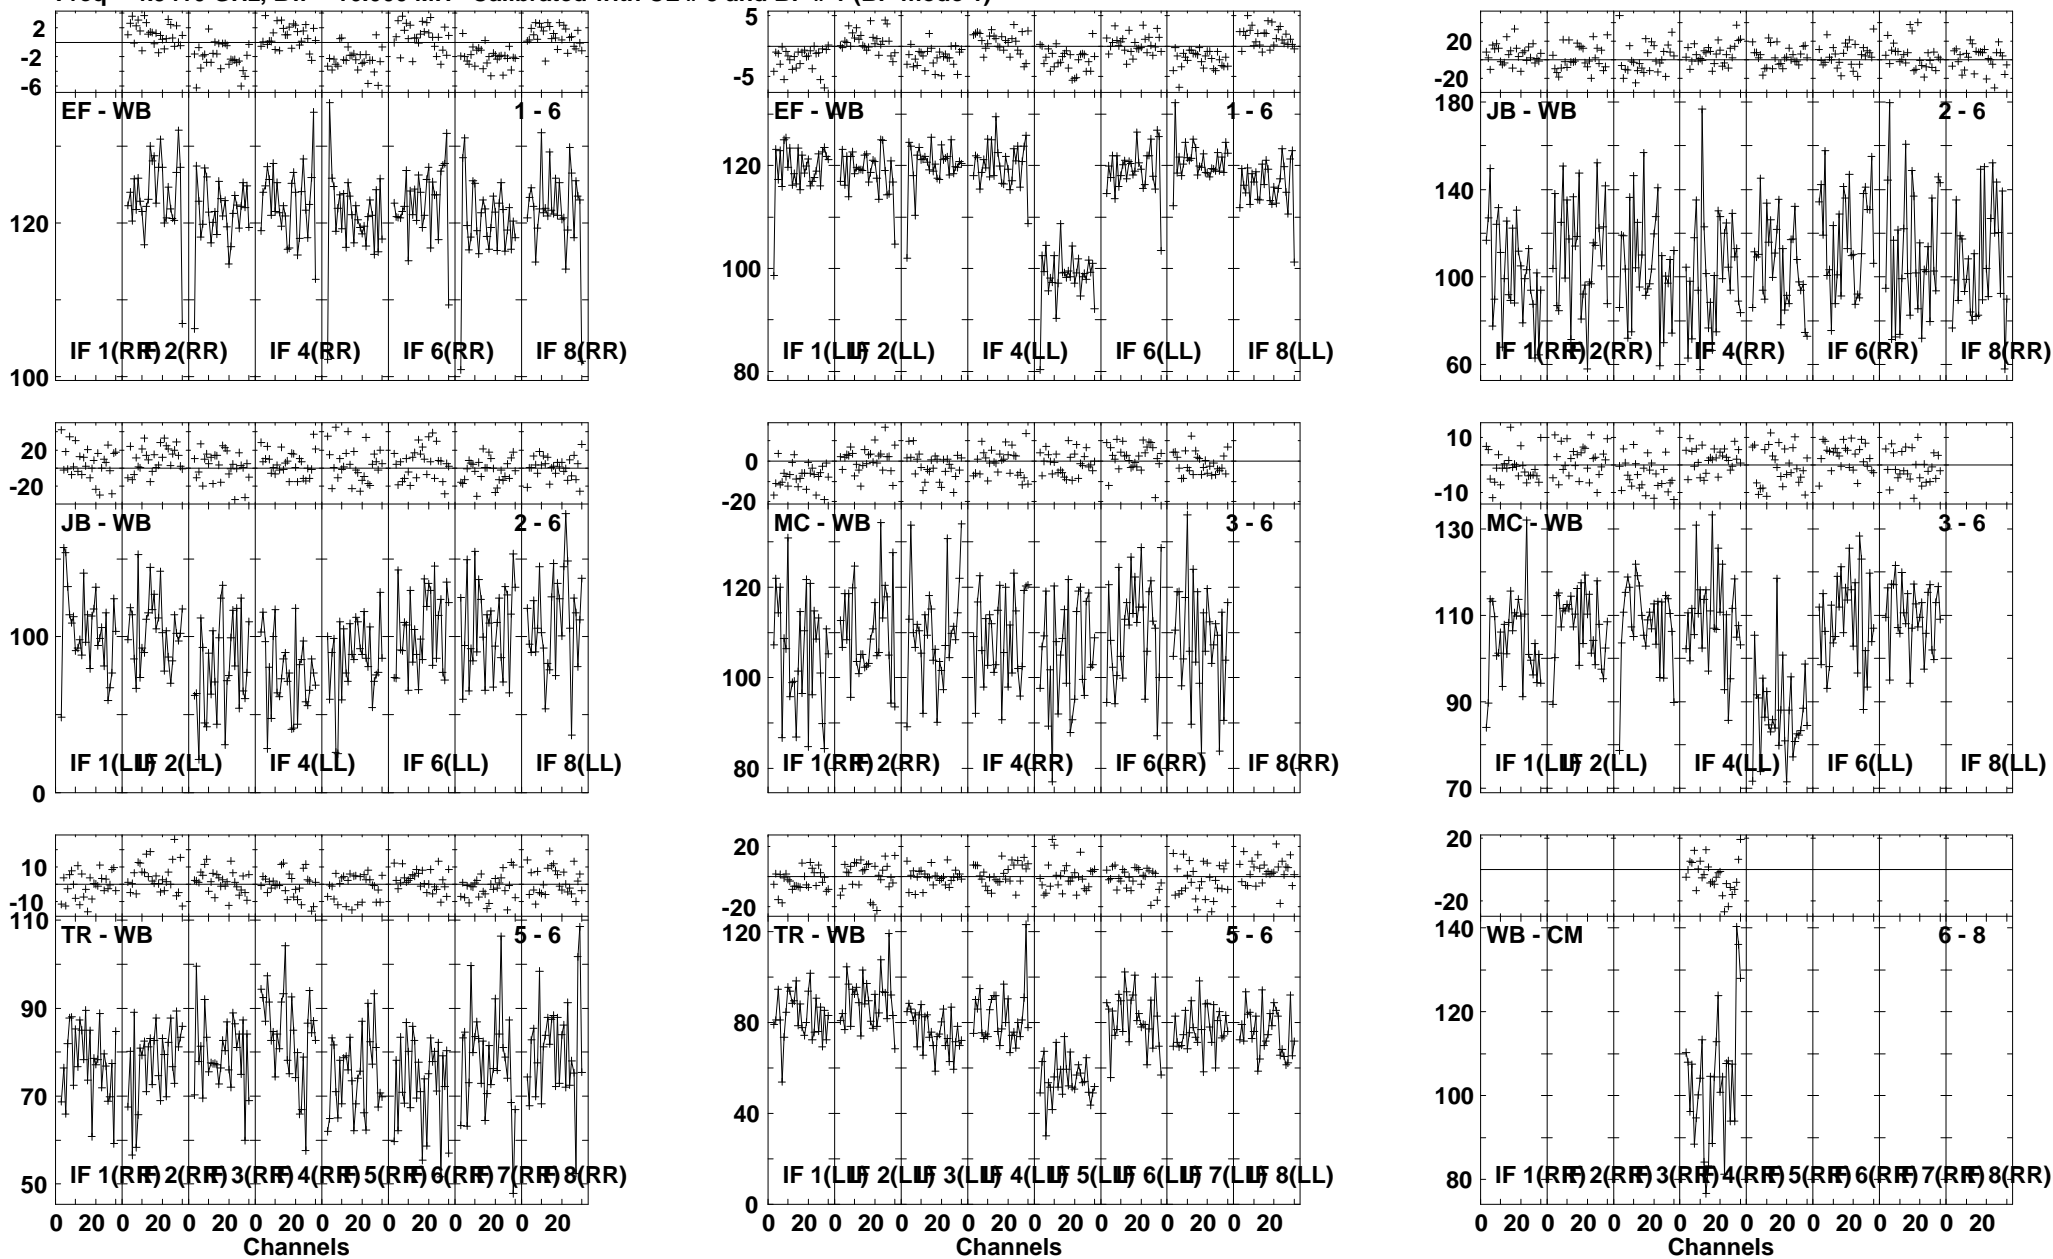 2
-2
-6
EF - WB 1 - 6
120
100
IF 1(RR) IF 2(RR) IF 4(RR) IF 6(RR) IF 8(RR)
5
-5
EF - WB 1 - 6
120
100
80
IF 1(LL) IF 2(LL) IF 4(LL) IF 6(LL) IF 8(LL)
20
-20
180
JB - WB 2 - 6
140
100
60
IF 1(RR) IF 2(RR) IF 4(RR) IF 6(RR) IF 8(RR)
20
-20
JB - WB 2 - 6
100
0
IF 1(LL) IF 2(LL) IF 4(LL) IF 6(LL) IF 8(LL)
0
-20
MC - WB 3 - 6
120
100
80
IF 1(RR) IF 2(RR) IF 4(RR) IF 6(RR) IF 8(RR)
10
-10
130
MC - WB 3 - 6
110
90
70
IF 1(LL) IF 2(LL) IF 4(LL) IF 6(LL) IF 8(LL)
10
-10
110
TR - WB 5 - 6
90
70
50
IF 1(RR) IF 2(RR) IF 3(RR) IF 4(RR) IF 5(RR) IF 6(RR) IF 7(RR) IF 8(RR)
0 20 0 20 0 20 0 20 0 20 0 20 0 20 0 20
Channels
20
-20
120
TR - WB 5 - 6
80
40
0
IF 1(LL) IF 2(LL) IF 3(LL) IF 4(LL) IF 5(LL) IF 6(LL) IF 7(LL) IF 8(LL)
0 20 0 20 0 20 0 20 0 20 0 20 0 20 0 20
Channels
20
-20
140
WB - CM 6 - 8
120
100
80
IF 1(RR) IF 2(RR) IF 3(RR) IF 4(RR) IF 5(RR) IF 6(RR) IF 7(RR) IF 8(RR)
0 20 0 20 0 20 0 20 0 20 0 20 0 20 0 20
Channels